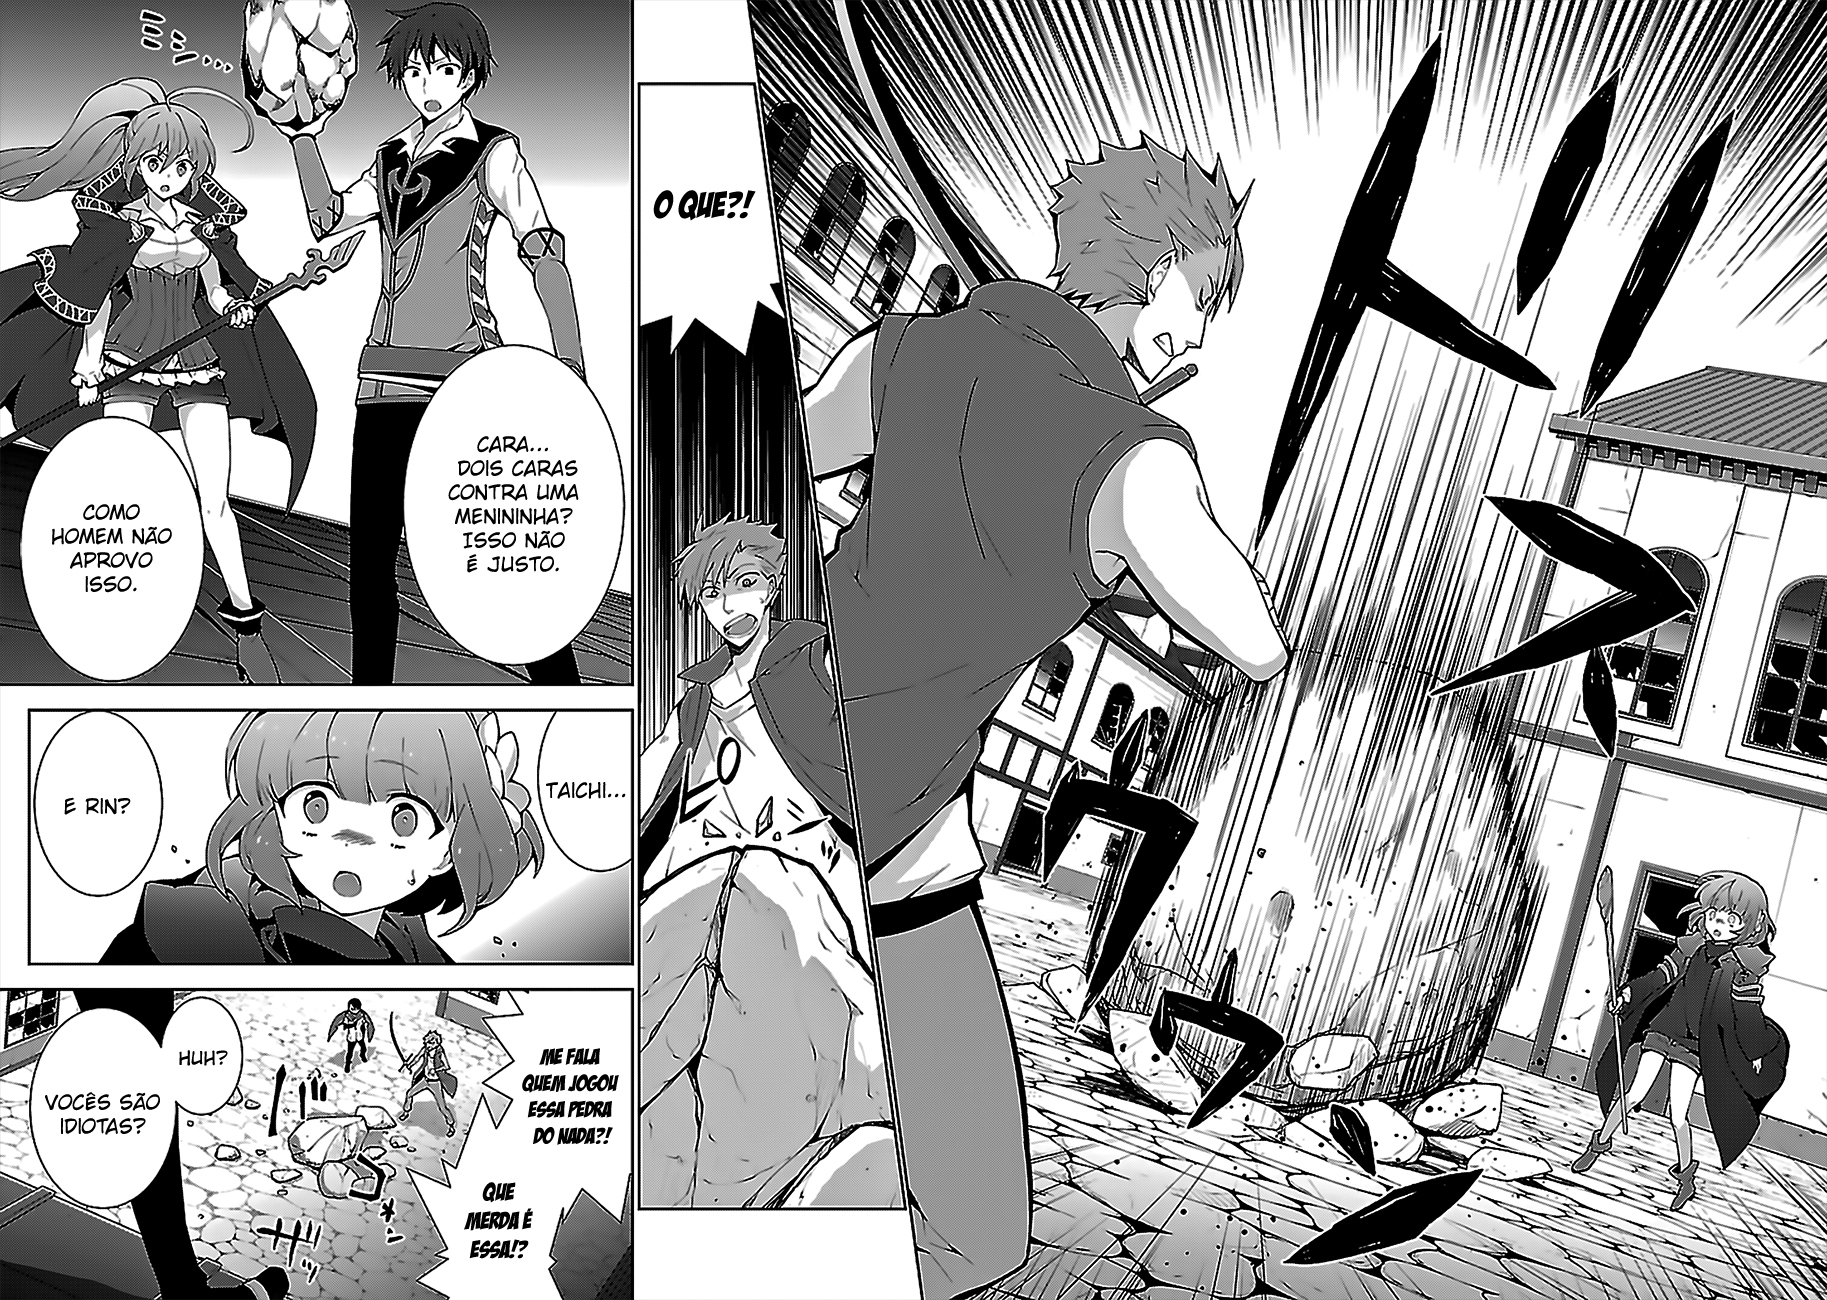 O QUE?!
CARA...
DOIS CARAS
CONTRA UMA
MENININHA?
ISSO NÃO
É JUSTO.
COMO
HOMEM NÃO
APROVO
ISSO.
TAICHI...
E RIN?
ME FALA
QUEM JOGOU
ESSA PEDRA
DO NADA?!
QUE
MERDA É
ESSA!?
HUH?
VOCÊS SÃO
IDIOTAS?